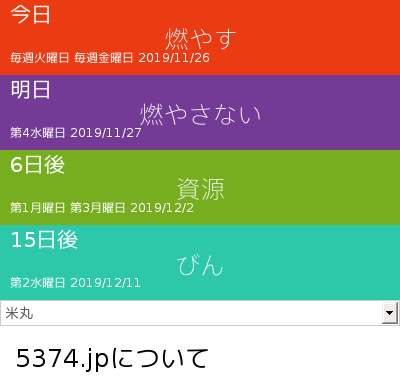 今日
燃やす
毎週火曜日 毎週金曜日 2019/11/26
明日
燃やさない
第4水曜日 2019/11/27
6日後
資源
第1月曜日 第3月曜日 2019/12/2
15日後
びん
第2水曜日 2019/12/11
米丸
5374.jpについて